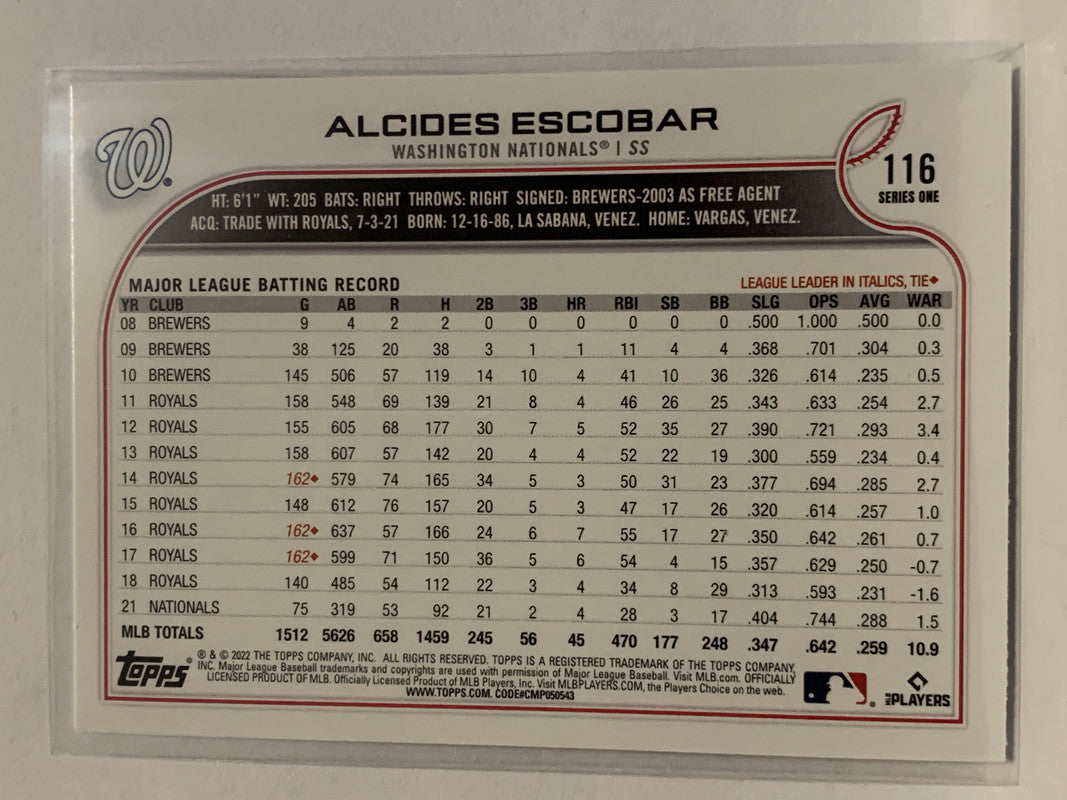 W
ALCIDES ESCOBAR
WASHINGTON NATIONALS® | SS
116
SERIES ONE
HT: 6'1" WT: 205 BATS: RIGHT THROWS: RIGHT SIGNED: BREWERS-2003 AS FREE AGENT
ACQ: TRADE WITH ROYALS, 7-3-21 BORN: 12-16-86, LA SABANA, VENEZ. HOME: VARGAS, VENEZ.
MAJOR LEAGUE BATTING RECORD LEAGUE LEADER IN ITALICS, TIE◆
YR CLUB G AB R H 2B 3B HR RBI SB BB SLG OPS AVG WAR
08 BREWERS 9 4 2 2 0 0 0 0 0 0 .500 1.000 .500 0.0
09 BREWERS 38 125 20 38 3 1 1 11 4 4 .368 .701 .304 0.3
10 BREWERS 145 506 57 119 14 10 4 41 10 36 .326 .614 .235 0.5
11 ROYALS 158 548 69 139 21 8 4 46 26 25 .343 .633 .254 2.7
12 ROYALS 155 605 68 177 30 7 5 52 35 27 .390 .721 .293 3.4
13 ROYALS 158 607 57 142 20 4 4 52 22 19 .300 .559 .234 0.4
14 ROYALS 162◆ 579 74 165 34 5 3 50 31 23 .377 .694 .285 2.7
15 ROYALS 148 612 76 157 20 5 3 47 17 26 .320 .614 .257 1.0
16 ROYALS 162◆ 637 57 166 24 6 7 55 17 27 .350 .642 .261 0.7
17 ROYALS 162◆ 599 71 150 36 5 6 54 4 15 .357 .629 .250 -0.7
18 ROYALS 140 485 54 112 22 3 4 34 8 29 .313 .593 .231 -1.6
21 NATIONALS 75 319 53 92 21 2 4 28 3 17 .404 .744 .288 1.5
MLB TOTALS 1512 5626 658 1459 245 56 45 470 177 248 .347 .642 .259 10.9
Topps®
® & © 2022 THE TOPPS COMPANY, INC. ALL RIGHTS RESERVED. TOPPS IS A REGISTERED TRADEMARK OF THE TOPPS COMPANY,
INC. Major League Baseball trademarks and copyrights are used with permission of Major League Baseball. Visit MLB.com. OFFICIALLY
LICENSED PRODUCT OF MLB. Officially Licensed Product of MLB Players, Inc. Visit MLBPLAYERS.COM, the Players Choice on the web.
WWW.TOPPS.COM. CODE#CMP050543
MLB PLAYERS